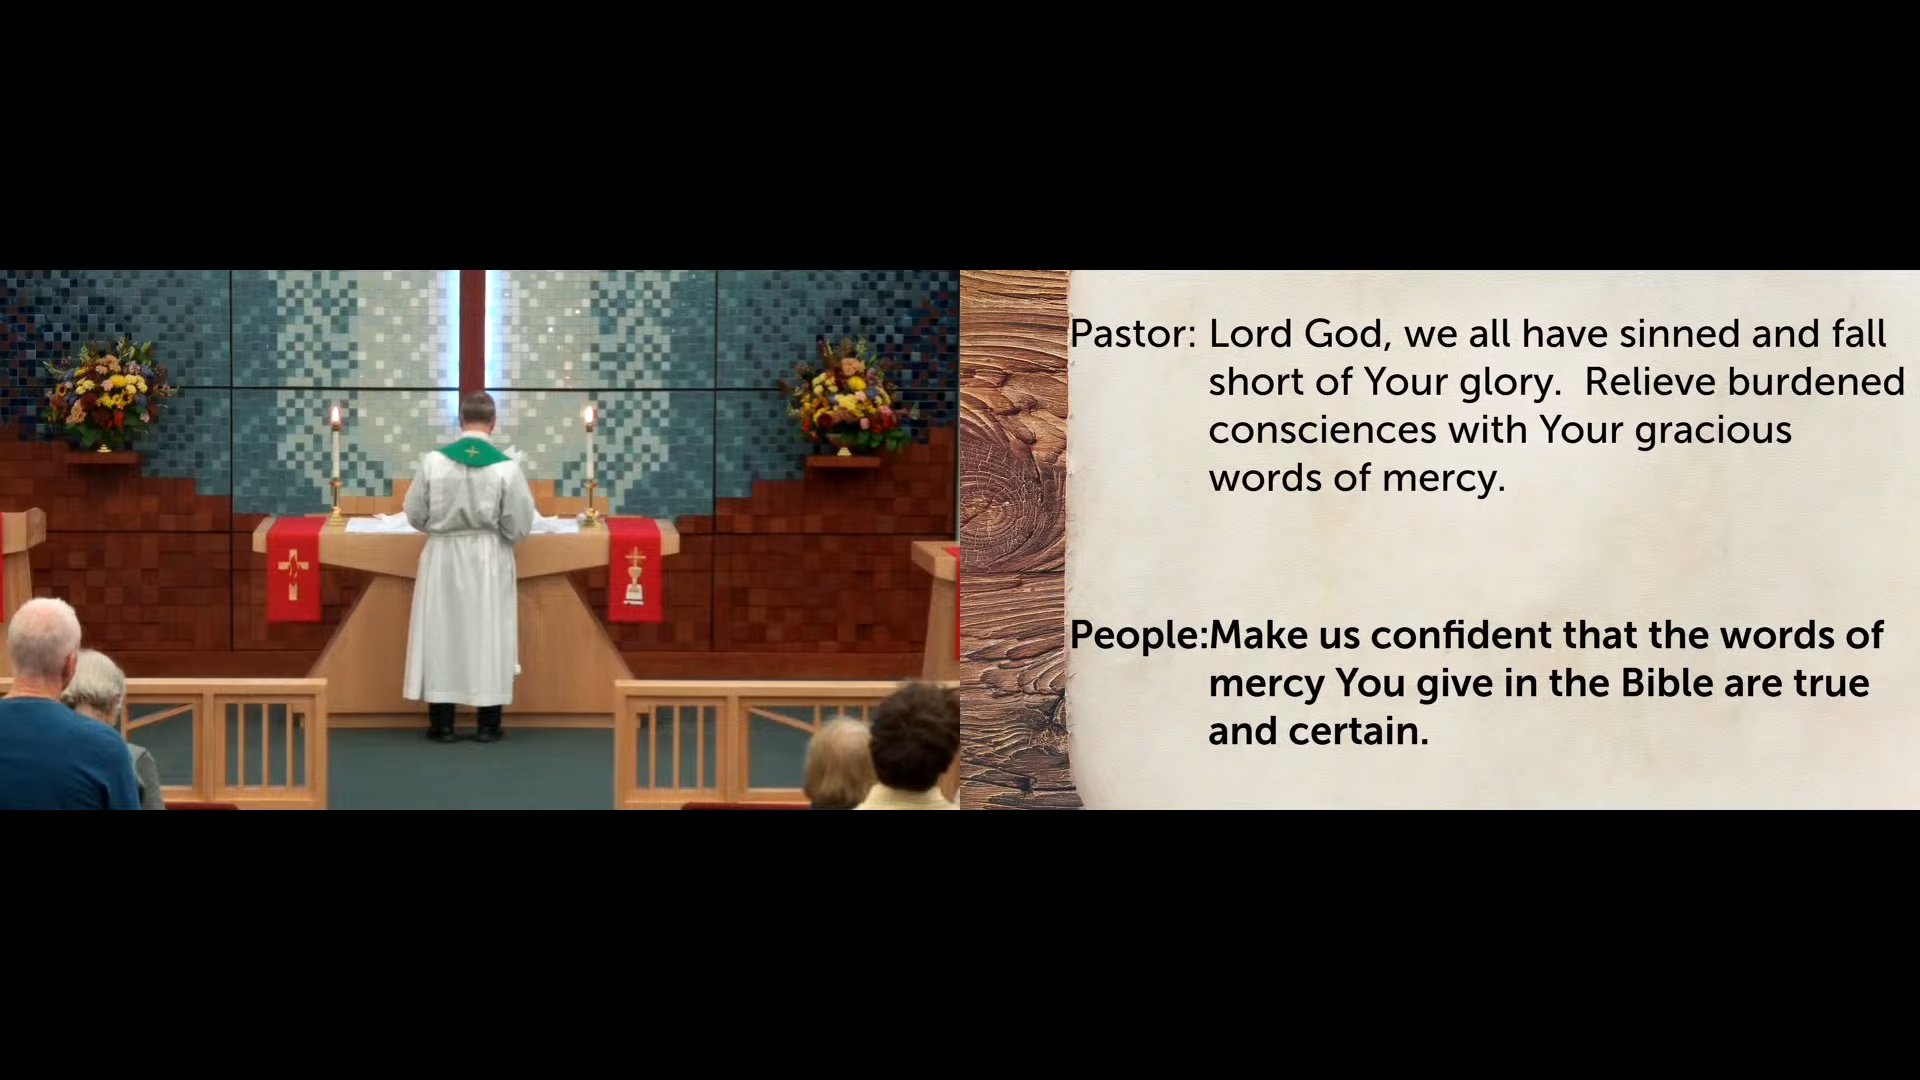 Pastor: Lord God, we all have sinned and fall
short of Your glory.  Relieve burdened
consciences with Your gracious
words of mercy.
People:Make us confident that the words of
mercy You give in the Bible are true
and certain.